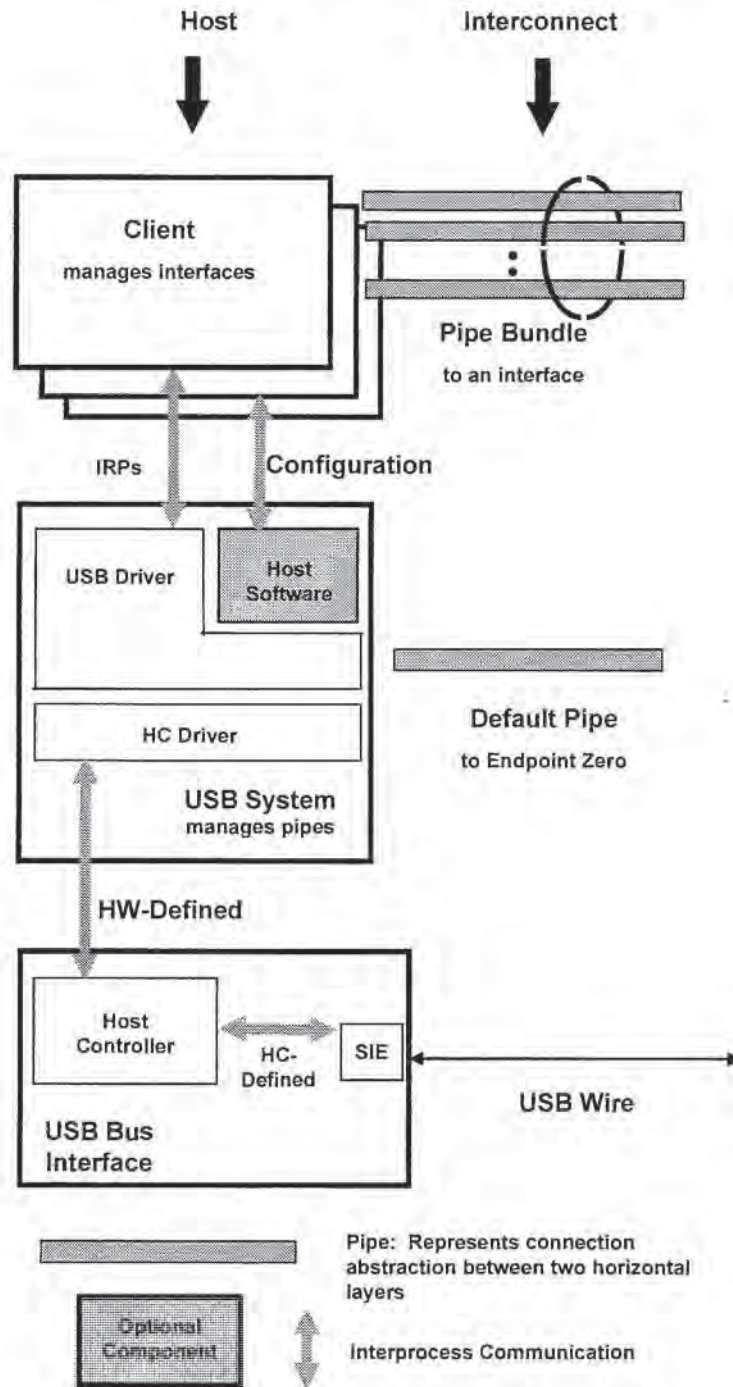 Host
Interconnect
Client
manages interfaces
Pipe Bundle
to an interface
IRPs
Configuration
USB Driver
Host
Software
HC Driver
USB System
manages pipes
Default Pipe
to Endpoint Zero
HW-Defined
Host
Controller
HC-
Defined
SIE
USB Wire
USB Bus
Interface
Pipe: Represents connection
abstraction between two horizontal
layers
Optional
Component
Interprocess Communication